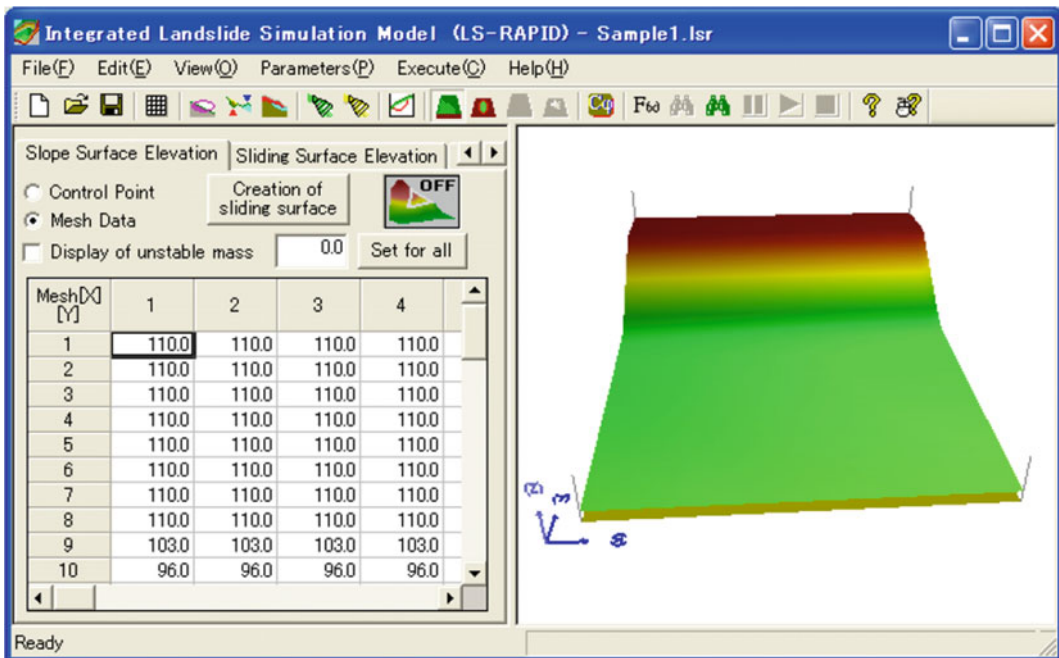 Integrated Landslide Simulation Model (LS-RAPID) - Sample1.lsr
File(F) Edit(E) View(O) Parameters(P) Execute(C) Help(H)
Slope Surface Elevation Sliding Surface Elevation
Control Point
Mesh Data
Creation of
sliding surface
OFF
Display of unstable mass 0.0 Set for all
Mesh[X]
[Y] 1 2 3 4
1 110.0 110.0 110.0 110.0
2 110.0 110.0 110.0 110.0
3 110.0 110.0 110.0 110.0
4 110.0 110.0 110.0 110.0
5 110.0 110.0 110.0 110.0
6 110.0 110.0 110.0 110.0
7 110.0 110.0 110.0 110.0
8 110.0 110.0 110.0 110.0
9 103.0 103.0 103.0 103.0
10 96.0 96.0 96.0 96.0
(Z)
Ready